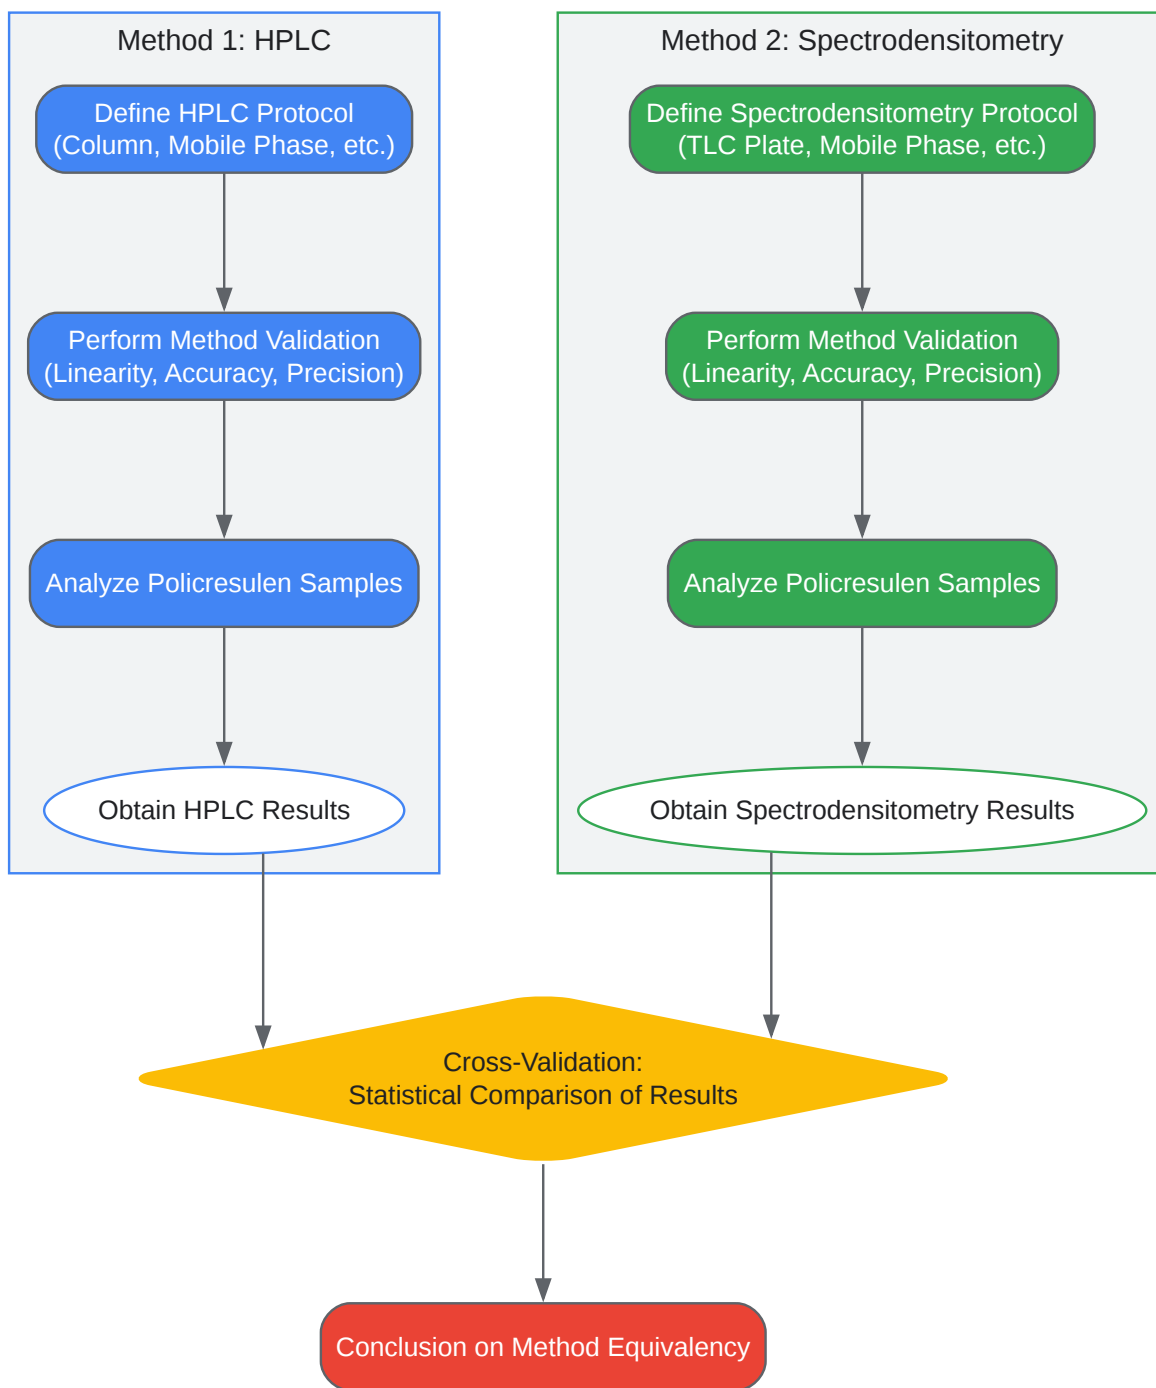 Method 1: HPLC
Define HPLC Protocol
(Column, Mobile Phase, etc.)
Perform Method Validation
(Linearity, Accuracy, Precision)
Analyze Policresulen Samples
Obtain HPLC Results
Method 2: Spectrodensitometry
Define Spectrodensitometry Protocol
(TLC Plate, Mobile Phase, etc.)
Perform Method Validation
(Linearity, Accuracy, Precision)
Analyze Policresulen Samples
Obtain Spectrodensitometry Results
Cross-Validation:
Statistical Comparison of Results
Conclusion on Method Equivalency